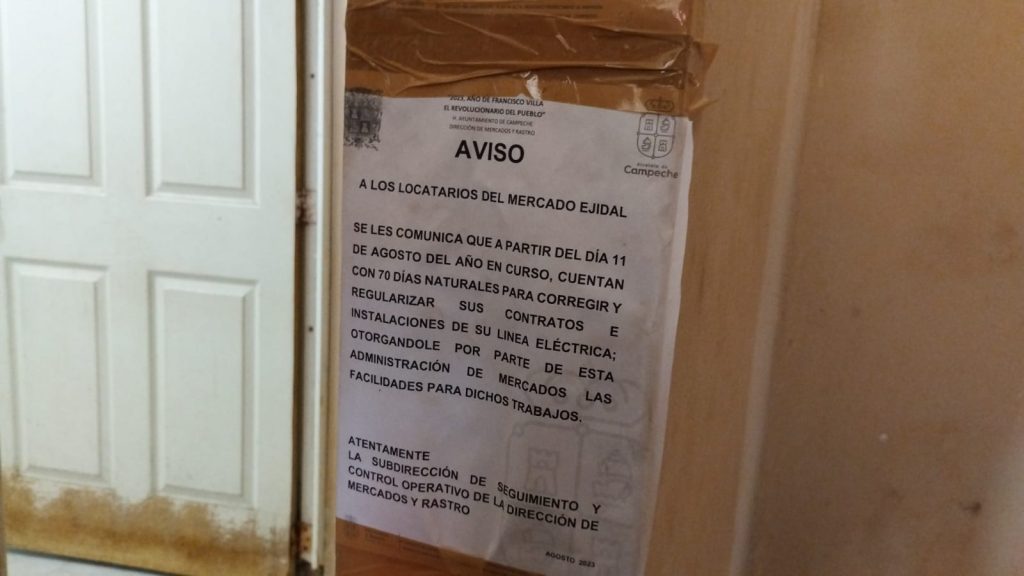 "2023, AÑO DE FRANCISCO VILLA
EL REVOLUCIONARIO DEL PUEBLO"
H. AYUNTAMIENTO DE CAMPECHE
DIRECCIÓN DE MERCADOS Y RASTRO
Campeche
AVISO
A LOS LOCATARIOS DEL MERCADO EJIDAL
SE LES COMUNICA QUE A PARTIR DEL DÍA 11
DE AGOSTO DEL AÑO EN CURSO, CUENTAN
CON 70 DÍAS NATURALES PARA CORREGIR Y
REGULARIZAR SUS CONTRATOS E
INSTALACIONES DE SU LINEA ELÉCTRICA;
OTORGANDOLE POR PARTE DE ESTA
ADMINISTRACIÓN DE MERCADOS LAS
FACILIDADES PARA DICHOS TRABAJOS.
ATENTAMENTE
LA SUBDIRECCIÓN DE SEGUIMIENTO Y
CONTROL OPERATIVO DE LA DIRECCIÓN DE
MERCADOS Y RASTRO
AGOSTO 2023